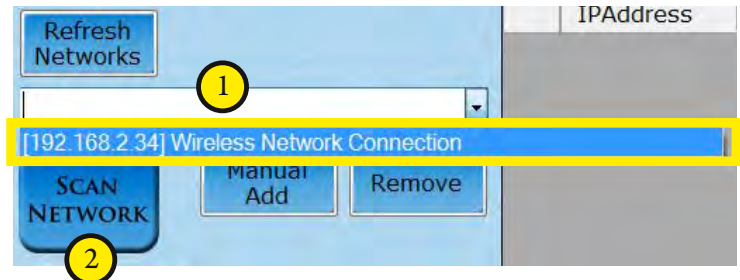 Refresh
Networks
IPAddress
1
[192.168.2.34] Wireless Network Connection
SCAN
NETWORK
Manual
Add
Remove
2